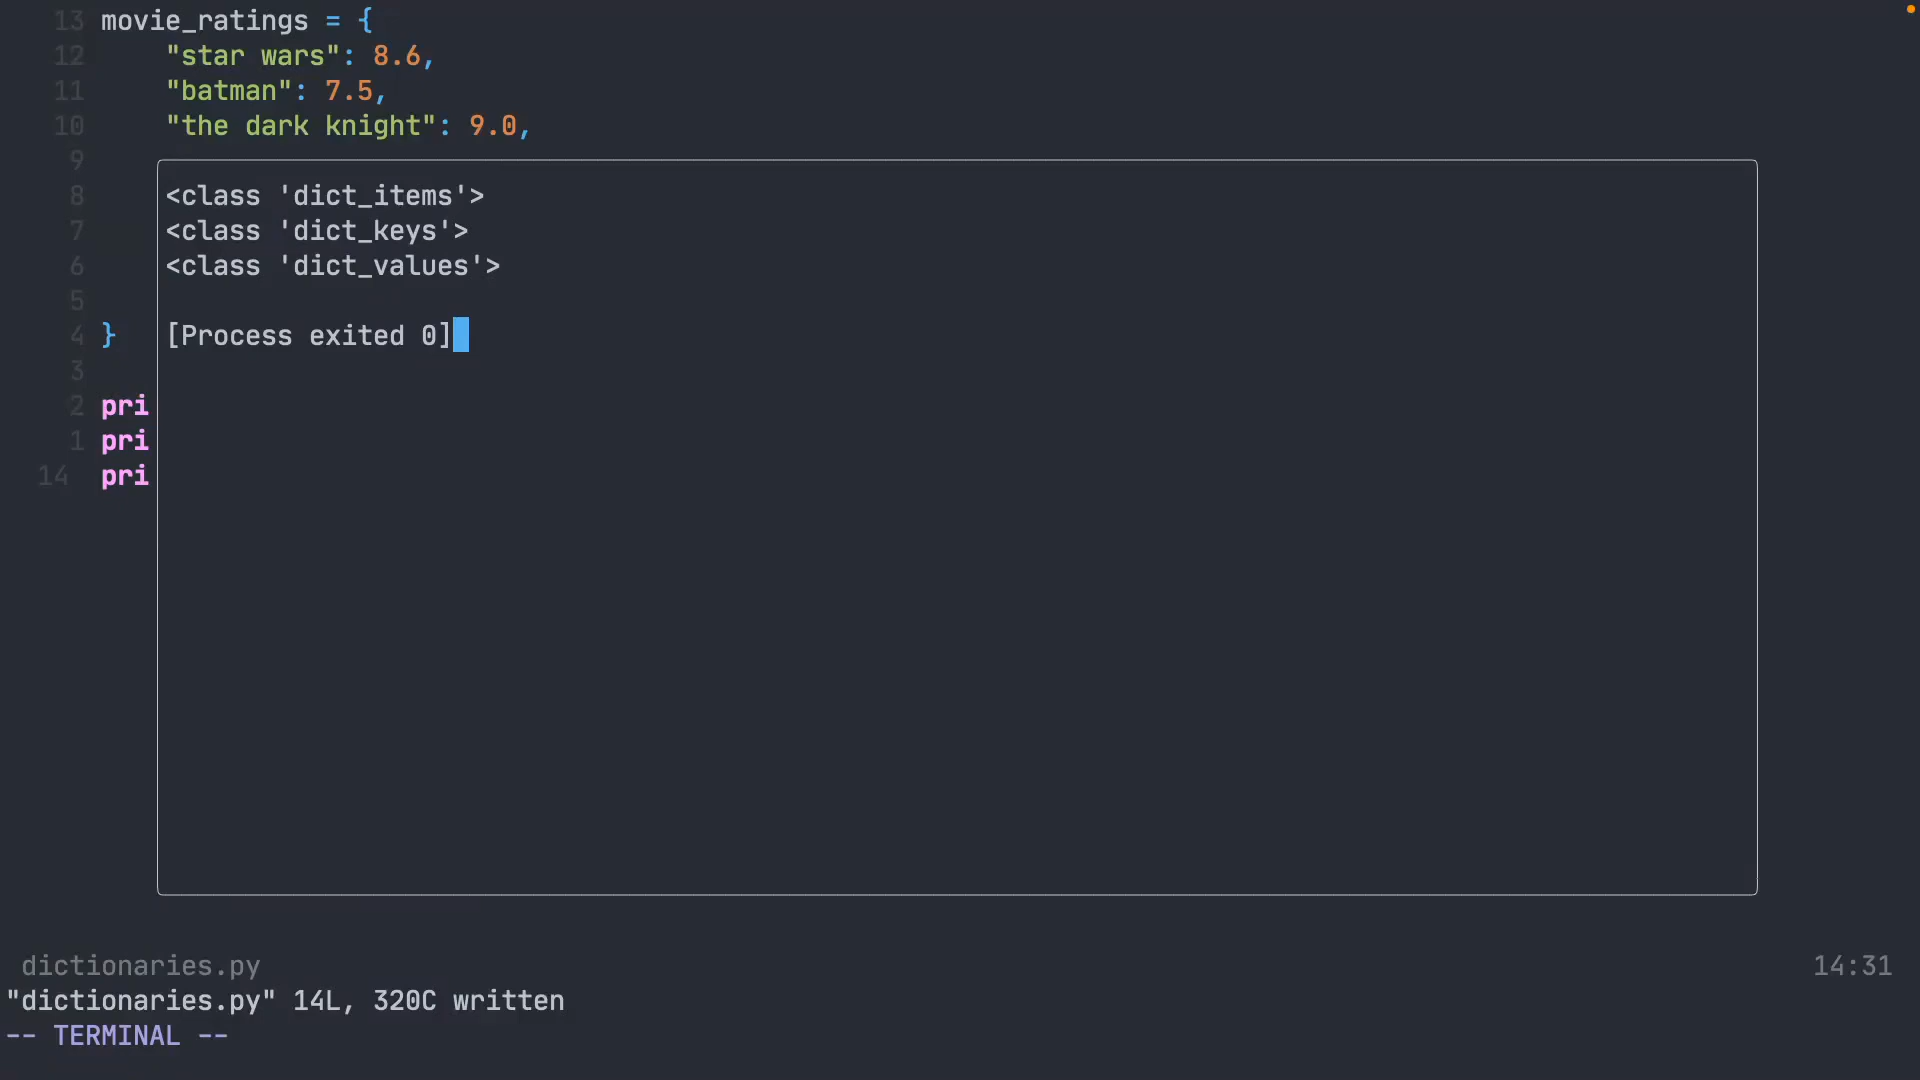 13 movie_ratings = {
12 "star wars": 8.6,
11 "batman": 7.5,
10 "the dark knight": 9.0,
9
8 <class 'dict_items'>
7 <class 'dict_keys'>
6 <class 'dict_values'>
5
4 } [Process exited 0]
3
2 pri
1 pri
14 pri
dictionaries.py 14:31
"dictionaries.py" 14L, 320C written
-- TERMINAL --